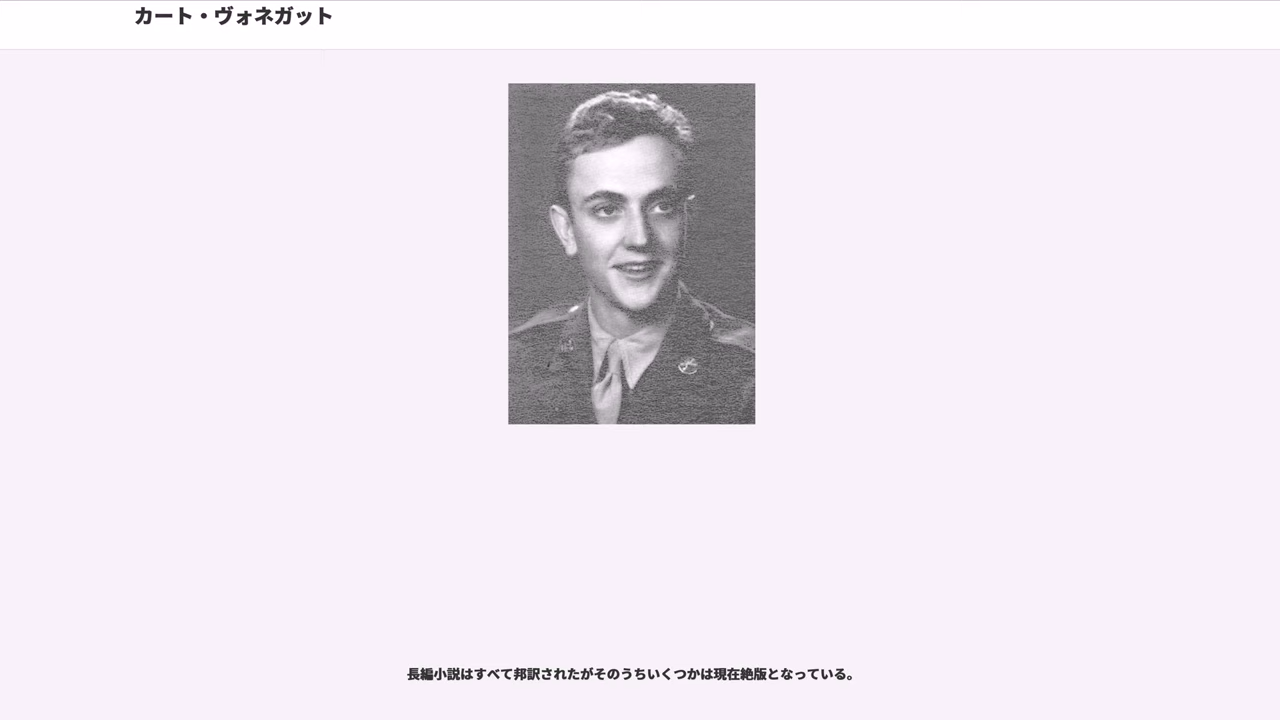 カート・ヴォネガット
長編小説はすべて邦訳されたがそのうちいくつかは現在絶版となっている。